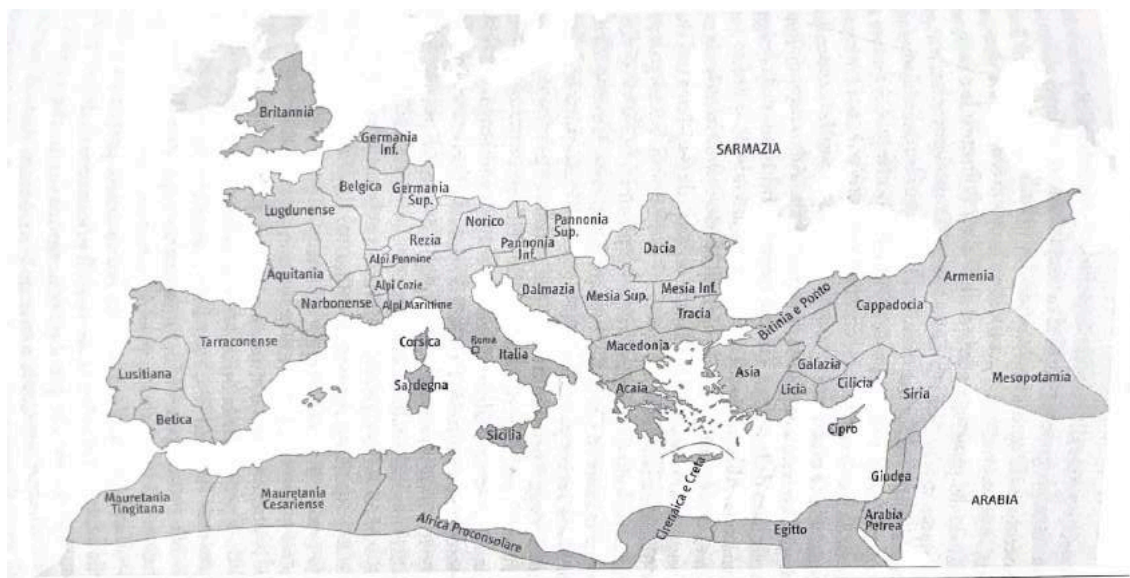 Britannia
Germania
Inf.
SARMAZIA
Belgica
Germania
Sup.
Lugdunense
Norico
Pannonia
Sup.
Rezia
Pannonia
Inf.
Dacia
Alpi Pennine
Aquitania
Alpi Cozie
Dalmazia
Mesia Sup.
Mesia Inf.
Armenia
Narbonense
Alpi Marittime
Bitinia e Ponto
Cappadocia
Tracia
Tarraconense
Corsica
Roma
Italia
Macedonia
Galazia
Asia
Lusitania
Sardegna
Acaia
Licia
Cilicia
Siria
Mesopotamia
Betica
Sicilia
Cipro
Giudea
Mauretania
Tingitana
Mauretania
Cesariense
Cirenaica e Creta
ARABIA
Africa Proconsolare
Egitto
Arabia
Petrea